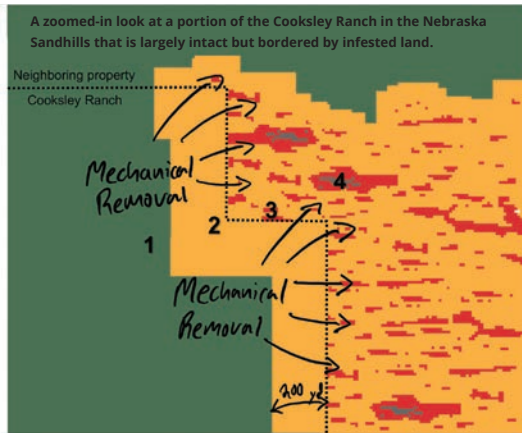 A zoomed-in look at a portion of the Cooksley Ranch in the Nebraska
Sandhills that is largely intact but bordered by infested land.
Neighboring property
Cooksley Ranch
Mechanical
Removal
4
3
2
1
Mechanical
Removal
200 yd